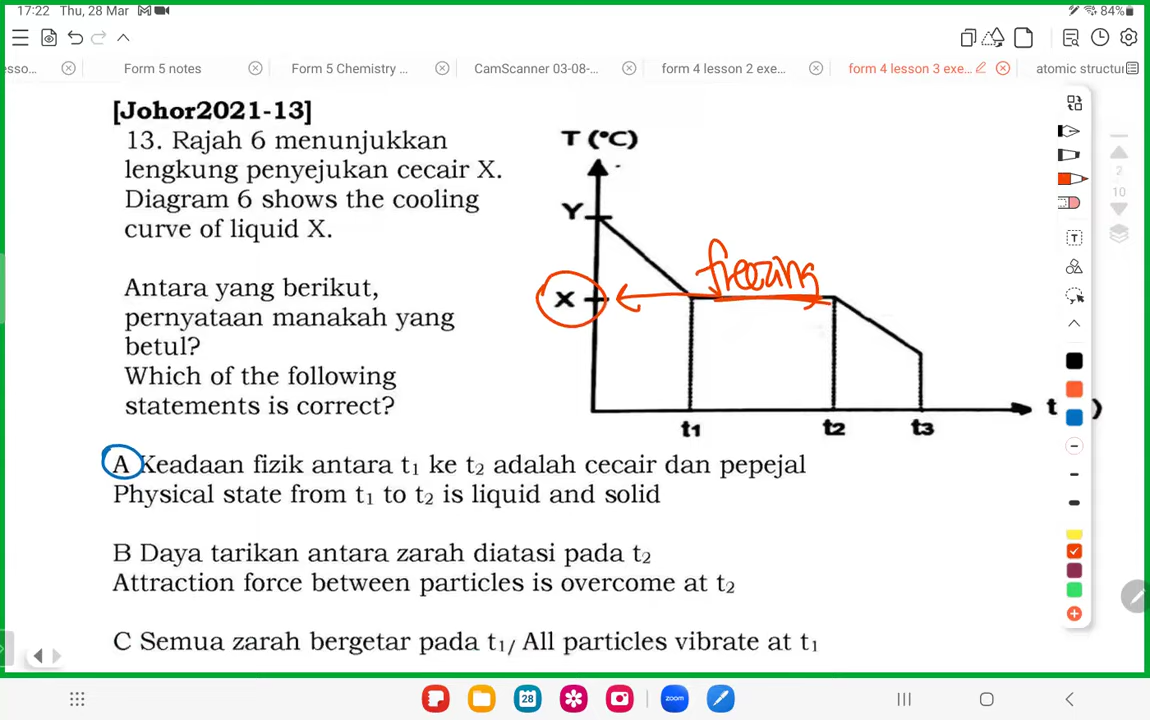 17:22 Thu, 28 Mar
84%
esso... Form 5 notes Form 5 Chemistry ... CamScanner 03-08-... form 4 lesson 2 exe... form 4 lesson 3 exe... atomic structu
[Johor2021-13]
13. Rajah 6 menunjukkan
lengkung penyejukan cecair X.
Diagram 6 shows the cooling
curve of liquid X.
Antara yang berikut,
pernyataan manakah yang
betul?
Which of the following
statements is correct?
T (°C)
Y
freezing
X
t1 t2 t3
t )
A Keadaan fizik antara t₁ ke t₂ adalah cecair dan pepejal
Physical state from t₁ to t₂ is liquid and solid
B Daya tarikan antara zarah diatasi pada t₂
Attraction force between particles is overcome at t₂
C Semua zarah bergetar pada t₁/ All particles vibrate at t₁
2
10
T
28
zoom